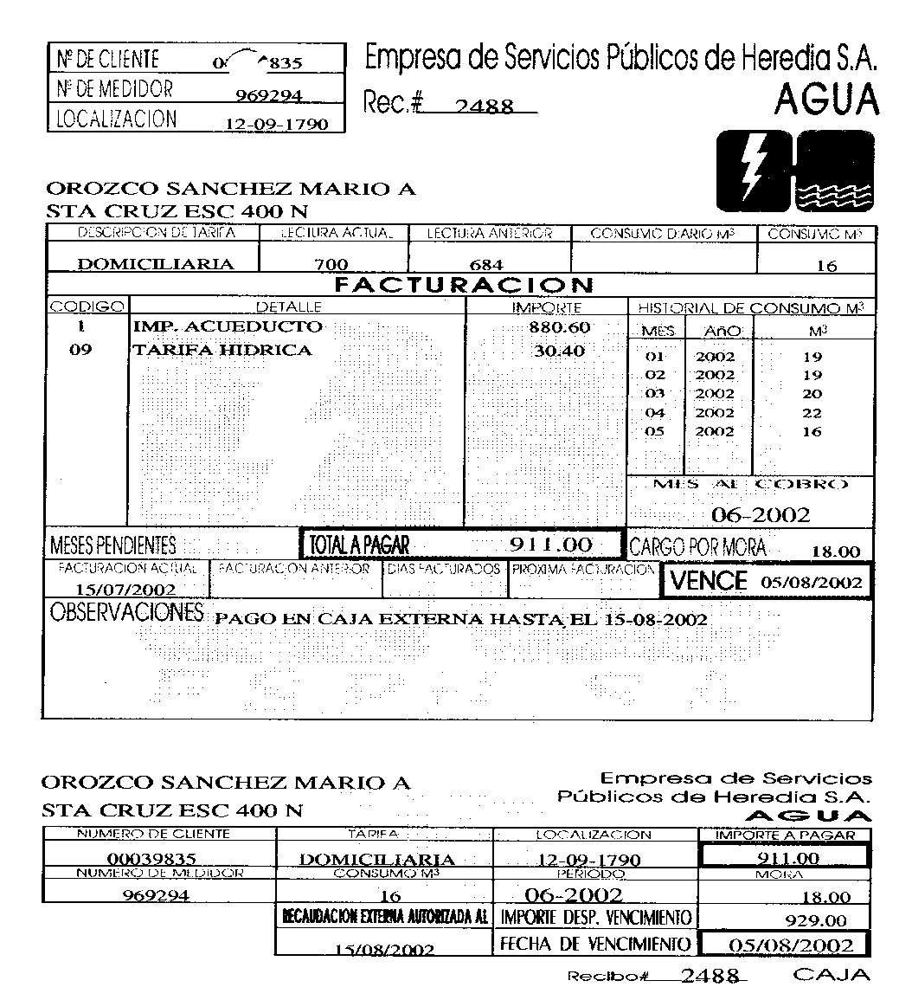 Nº DE CLIENTE 835
Nº DE MEDIDOR 969294
LOCALIZACION 12-09-1790
Empresa de Servicios Públicos de Heredia S.A.
AGUA
Rec.# 2488
OROZCO SANCHEZ MARIO A
STA CRUZ ESC 400 N
DESCRIPCION DE TARIFA LECTURA ACTUAL LECTURA ANTERIOR CONSUMO DIARIO M³ CONSUMO M³
DOMICILIARIA 700 684 16
FACTURACION
CODIGO DETALLE IMPORTE HISTORIAL DE CONSUMO M³
1 IMP. ACUEDUCTO 880.60
09 TARIFA HIDRICA 30.40
MES AÑO M³
01 2002 19
02 2002 19
03 2002 20
04 2002 22
05 2002 16
MES AL COBRO
06-2002
MESES PENDIENTES TOTAL A PAGAR 911.00 CARGO POR MORA 18.00
FACTURACION ACTUAL FACTURACION ANTERIOR DIAS FACTURADOS PROXIMA FACTURACION VENCE 05/08/2002
15/07/2002
OBSERVACIONES PAGO EN CAJA EXTERNA HASTA EL 15-08-2002
OROZCO SANCHEZ MARIO A
STA CRUZ ESC 400 N
Empresa de Servicios
Públicos de Heredia S.A.
AGUA
NUMERO DE CLIENTE TARIFA LOCALIZACION IMPORTE A PAGAR
00039835 DOMICILIARIA 12-09-1790 911.00
NUMERO DE MEDIDOR CONSUMO M³ PERIODO MORA
969294 16 06-2002 18.00
RECAUDACION EXTERNA AUTORIZADA AL IMPORTE DESP. VENCIMIENTO 929.00
15/08/2002 FECHA DE VENCIMIENTO 05/08/2002
Recibo# 2488 CAJA